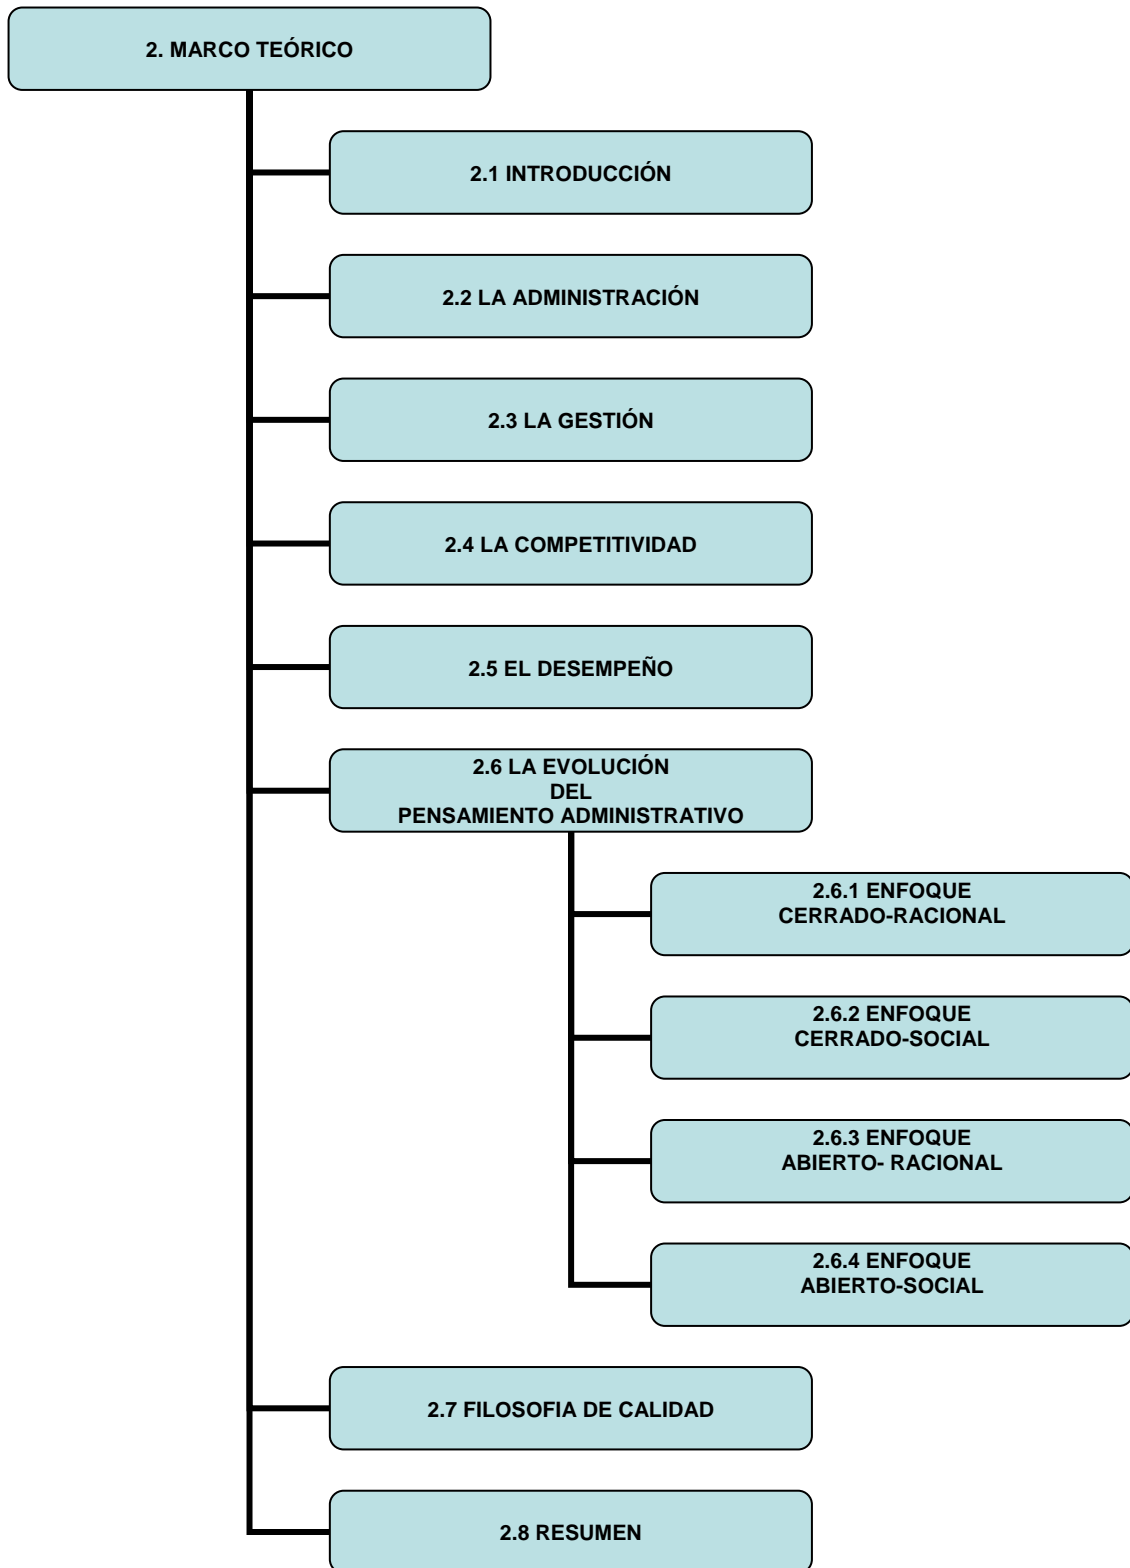 2. MARCO TEÓRICO
2.1 INTRODUCCIÓN
2.2 LA ADMINISTRACIÓN
2.3 LA GESTIÓN
2.4 LA COMPETITIVIDAD
2.5 EL DESEMPEÑO
2.6 LA EVOLUCIÓN
DEL
PENSAMIENTO ADMINISTRATIVO
2.6.1 ENFOQUE
CERRADO-RACIONAL
2.6.2 ENFOQUE
CERRADO-SOCIAL
2.6.3 ENFOQUE
ABIERTO- RACIONAL
2.6.4 ENFOQUE
ABIERTO-SOCIAL
2.7 FILOSOFIA DE CALIDAD
2.8 RESUMEN